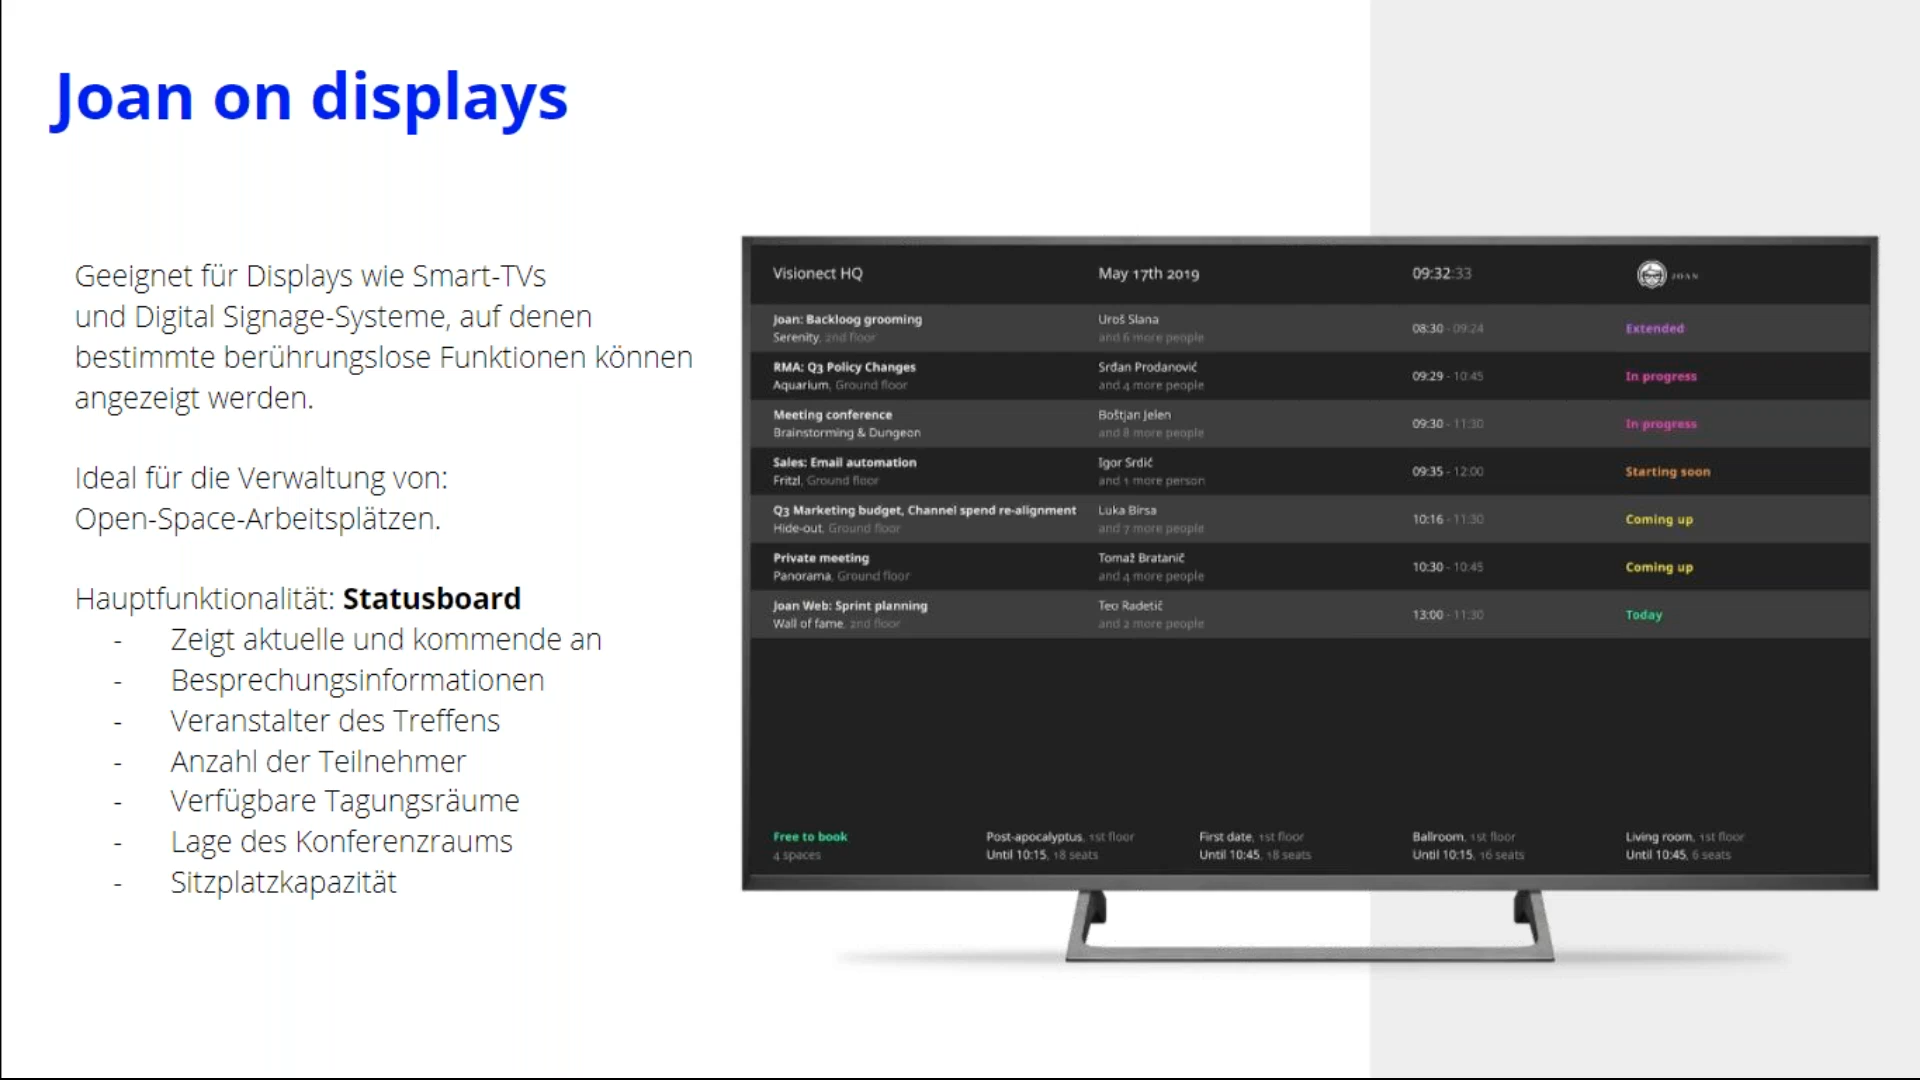 Joan on displays
Geeignet für Displays wie Smart-TVs
und Digital Signage-Systeme, auf denen
bestimmte berührungslose Funktionen können
angezeigt werden.
Ideal für die Verwaltung von:
Open-Space-Arbeitsplätzen.
Hauptfunktionalität: Statusboard
- Zeigt aktuelle und kommende an
- Besprechungsinformationen
- Veranstalter des Treffens
- Anzahl der Teilnehmer
- Verfügbare Tagungsräume
- Lage des Konferenzraums
- Sitzplatzkapazität
Visionect HQ May 17th 2019 09:32:33 JOAN
Joan: Backloog grooming Uroš Slana 08:30 - 09:24 Extended
Serenity, 2nd floor and 6 more people
RMA: Q3 Policy Changes Srđan Prodanović 09:29 - 10:45 In progress
Aquarium, Ground floor and 4 more people
Meeting conference Boštjan Jelen 09:30 - 11:30 In progress
Brainstorming & Dungeon and 8 more people
Sales: Email automation Igor Srdić 09:35 - 12:00 Starting soon
Fritzl, Ground floor and 1 more person
Q3 Marketing budget, Channel spend re-alignment Luka Birsa 10:16 - 11:30 Coming up
Hide-out, Ground floor and 7 more people
Private meeting Tomaž Bratanič 10:30 - 10:45 Coming up
Panorama, Ground floor and 4 more people
Joan Web: Sprint planning Teo Radetič 13:00 - 11:30 Today
Wall of fame, 2nd floor and 2 more people
Free to book Post-apocalyptus, 1st floor First date, 1st floor Ballroom, 1st floor Living room, 1st floor
4 spaces Until 10:15, 18 seats Until 10:45, 18 seats Until 10:15, 16 seats Until 10:45, 6 seats